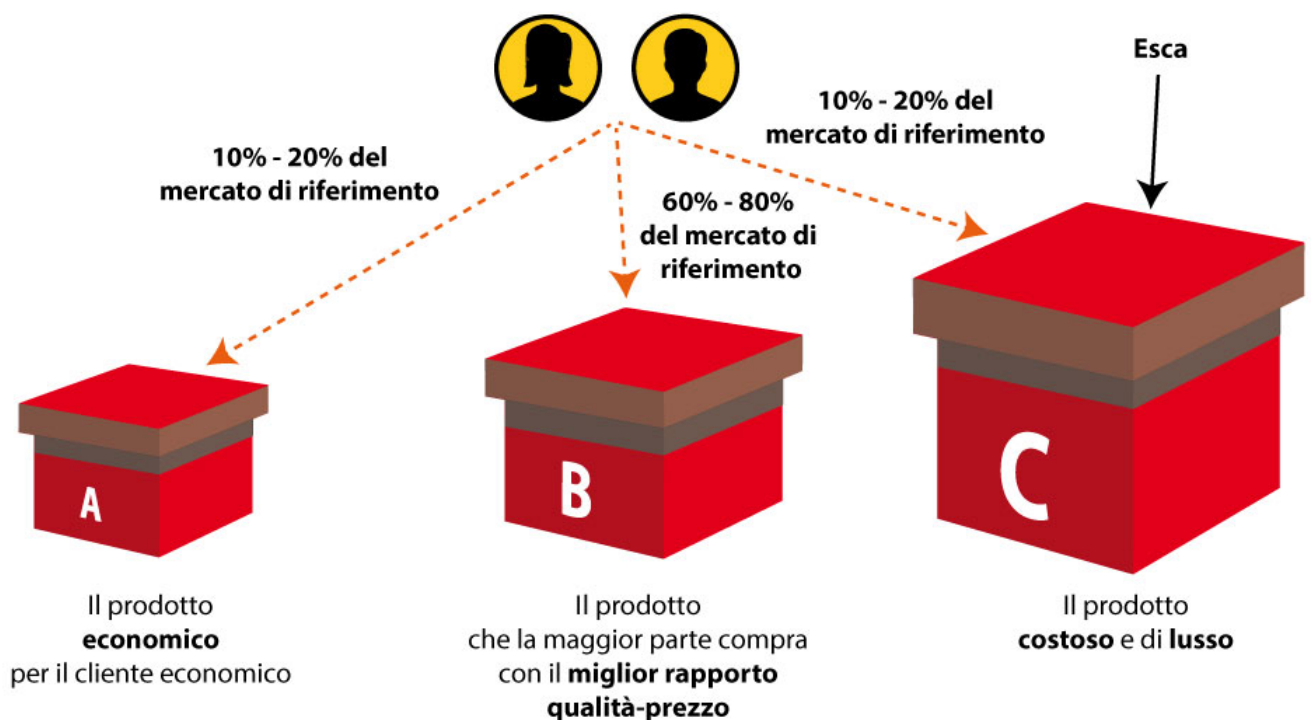 Esca
10% - 20% del
mercato di riferimento
10% - 20% del
mercato di riferimento
60% - 80%
del mercato di
riferimento
A
B
C
Il prodotto
economico
per il cliente economico
Il prodotto
che la maggior parte compra
con il miglior rapporto
qualità-prezzo
Il prodotto
costoso e di lusso